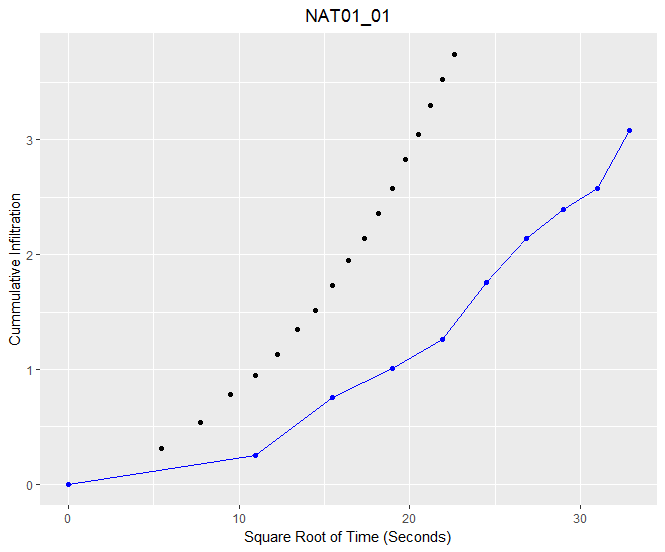 NAT01_01
3
2
1
0
Cummulative Infiltration
0 10 20 30
Square Root of Time (Seconds)